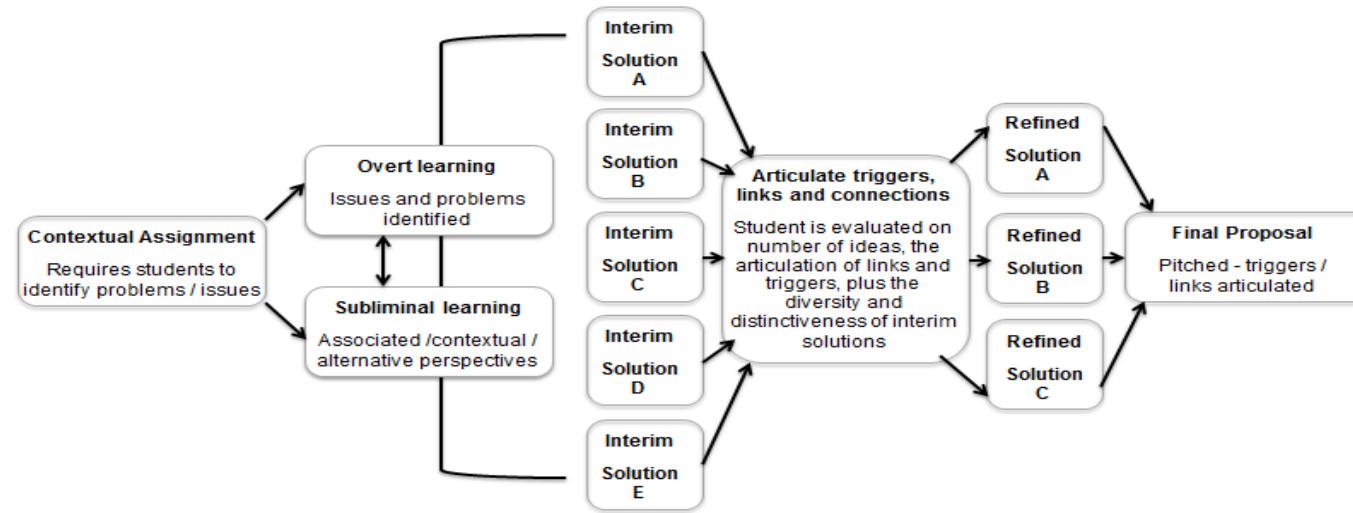 Contextual Assignment
Requires students to
identify problems / issues
Overt learning
Issues and problems
identified
Subliminal learning
Associated /contextual /
alternative perspectives
Interim
Solution
A
Interim
Solution
B
Interim
Solution
C
Interim
Solution
D
Interim
Solution
E
Articulate triggers,
links and connections
Student is evaluated on
number of ideas, the
articulation of links and
triggers, plus the
diversity and
distinctiveness of interim
solutions
Refined
Solution
A
Refined
Solution
B
Refined
Solution
C
Final Proposal
Pitched - triggers /
links articulated